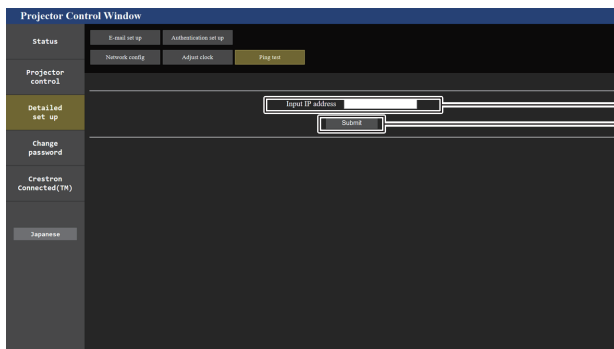 Projector Control Window
Status
E-mail set up
Authentication set up
Network config
Adjust clock
Ping test
Projector
control
Detailed
set up
Input IP address
Submit
Change
password
Crestron
Connected(TM)
Japanese